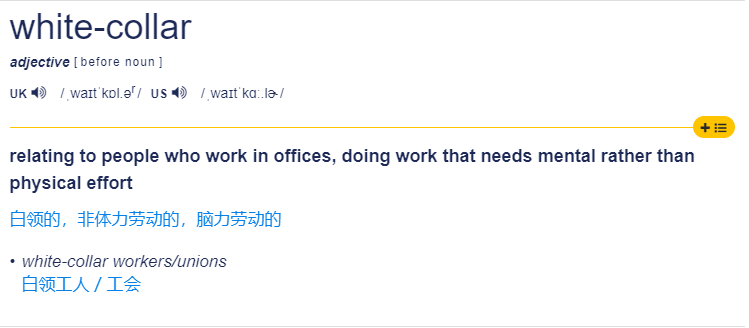 white-collar
adjective [ before noun ]
UK /ˌwaɪtˈkɒl.əʳ/ US /ˌwaɪtˈkɑː.lɚ/
relating to people who work in offices, doing work that needs mental rather than
physical effort
白领的，非体力劳动的，脑力劳动的
• white-collar workers/unions
白领工人 / 工会